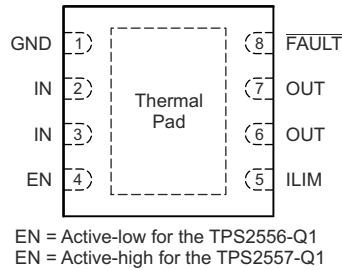 GND 1 8 FAULT
IN 2 7 OUT
Thermal
Pad
IN 3 6 OUT
EN 4 5 ILIM
EN = Active-low for the TPS2556-Q1
EN = Active-high for the TPS2557-Q1